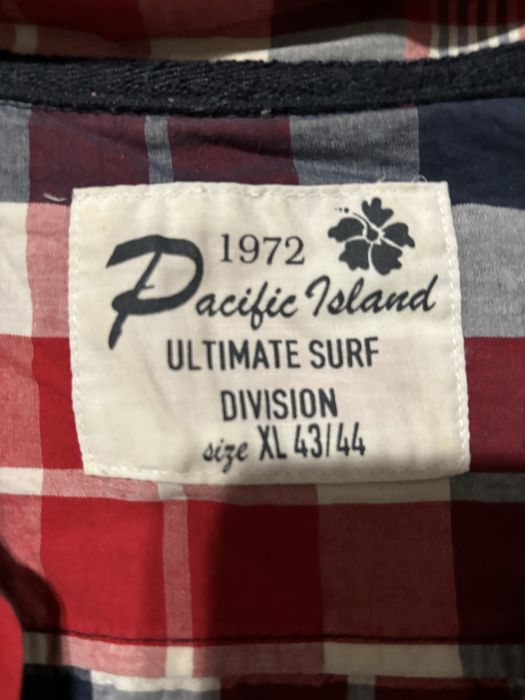 1972
Pacific Island
ULTIMATE SURF
DIVISION
size XL 43/44